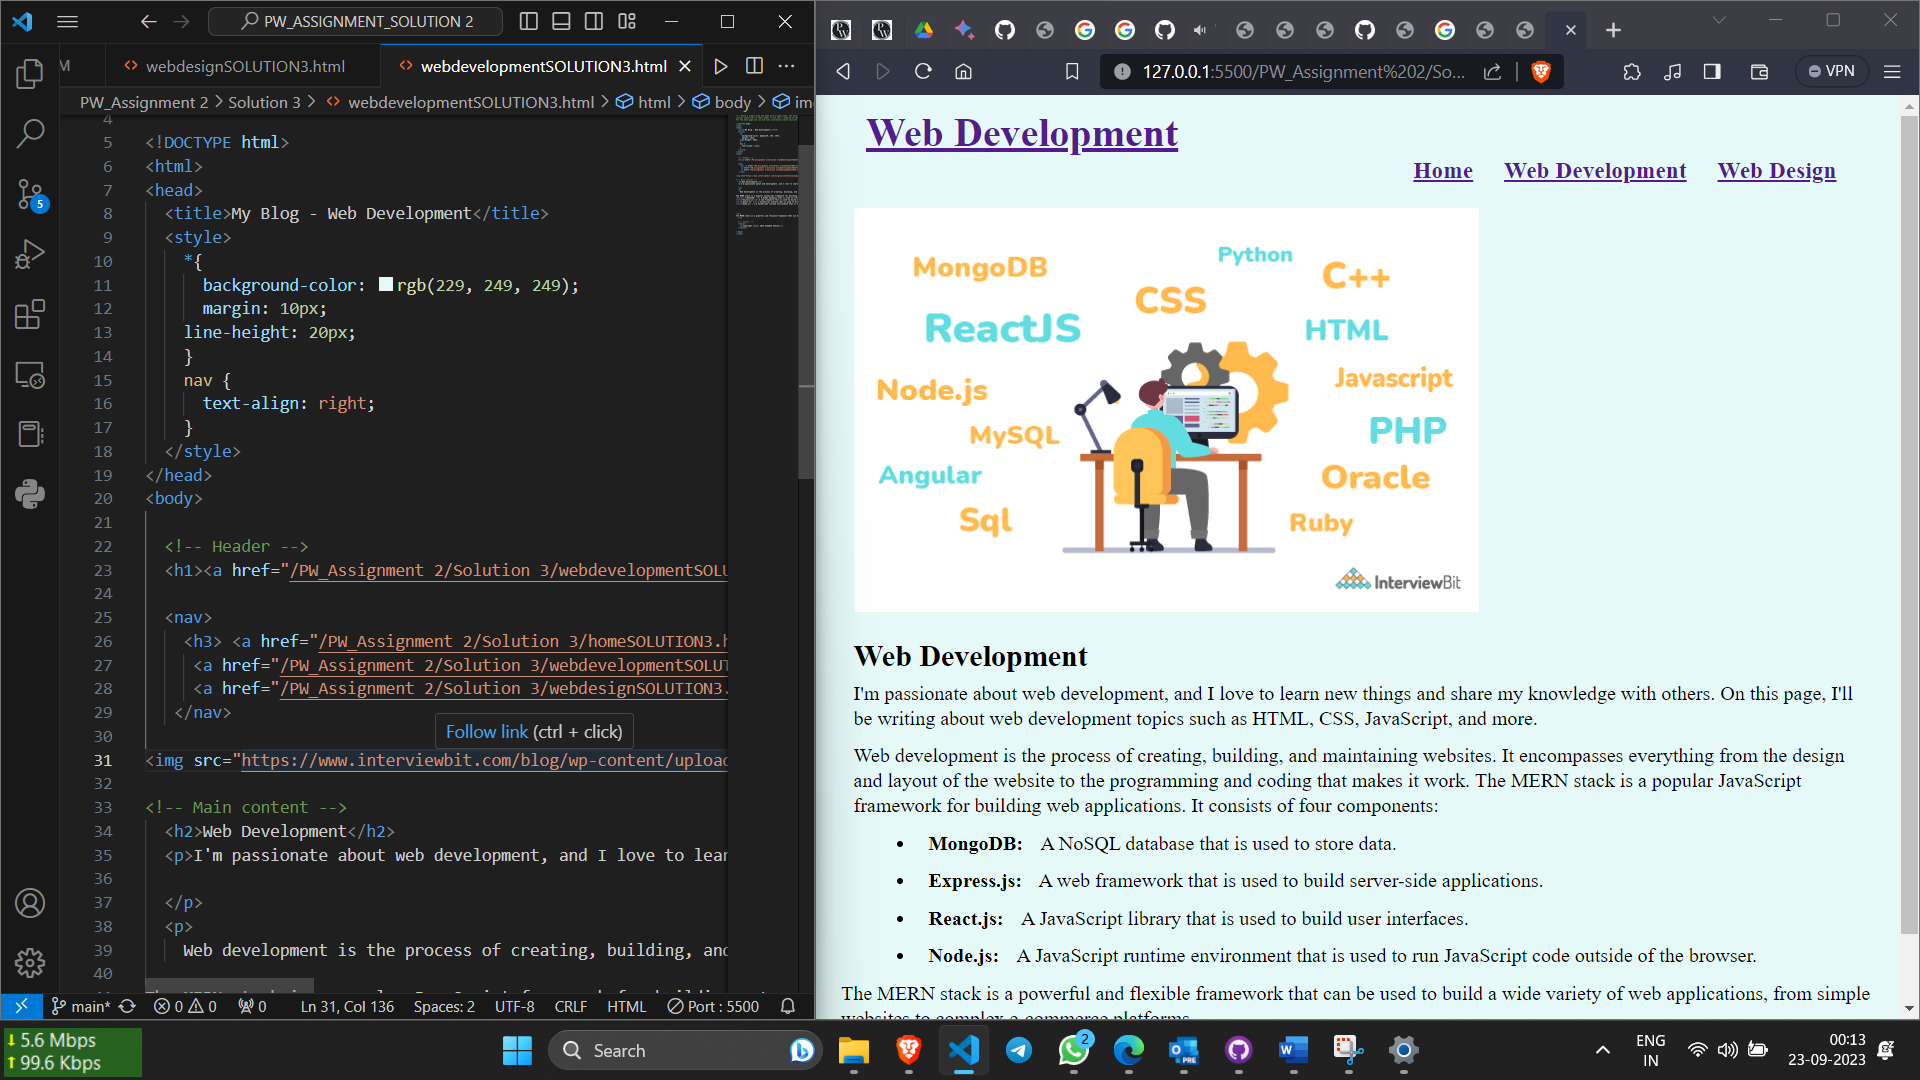 PW_ASSIGNMENT_SOLUTION 2
M
webdesignSOLUTION3.html
webdevelopmentSOLUTION3.html
PW_Assignment 2 > Solution 3 > webdevelopmentSOLUTION3.html > html > body > im
4
5 <!DOCTYPE html>
6 <html>
7 <head>
8 <title>My Blog - Web Development</title>
9 <style>
10 *{
11 background-color: rgb(229, 249, 249);
12 margin: 10px;
13 line-height: 20px;
14 }
15 nav {
16 text-align: right;
17 }
18 </style>
19 </head>
20 <body>
21
22 <!-- Header -->
23 <h1><a href="/PW_Assignment 2/Solution 3/webdevelopmentSOLU
24
25 <nav>
26 <h3> <a href="/PW_Assignment 2/Solution 3/homeSOLUTION3.h
27 <a href="/PW_Assignment 2/Solution 3/webdevelopmentSOLUT
28 <a href="/PW_Assignment 2/Solution 3/webdesignSOLUTION3.
29 </nav>
30
Follow link (ctrl + click)
31 <img src="https://www.interviewbit.com/blog/wp-content/upload
32
33 <!-- Main content -->
34 <h2>Web Development</h2>
35 <p>I'm passionate about web development, and I love to lear
36
37 </p>
38 <p>
39 Web development is the process of creating, building, and
40
5
main* 0 0 0 Ln 31, Col 136 Spaces: 2 UTF-8 CRLF HTML Port : 5500
127.0.0.1:5500/PW_Assignment%202/So...
VPN
Web Development
Home Web Development Web Design
MongoDB
Python
C++
CSS
ReactJS
HTML
Javascript
Node.js
PHP
MySQL
Angular
Oracle
Sql
Ruby
InterviewBit
Web Development
I'm passionate about web development, and I love to learn new things and share my knowledge with others. On this page, I'll
be writing about web development topics such as HTML, CSS, JavaScript, and more.
Web development is the process of creating, building, and maintaining websites. It encompasses everything from the design
and layout of the website to the programming and coding that makes it work. The MERN stack is a popular JavaScript
framework for building web applications. It consists of four components:
• MongoDB: A NoSQL database that is used to store data.
• Express.js: A web framework that is used to build server-side applications.
• React.js: A JavaScript library that is used to build user interfaces.
• Node.js: A JavaScript runtime environment that is used to run JavaScript code outside of the browser.
The MERN stack is a powerful and flexible framework that can be used to build a wide variety of web applications, from simple
websites to complex e-commerce platforms.
5.6 Mbps
99.6 Kbps
Search
2
PRE
ENG
IN
00:13
23-09-2023